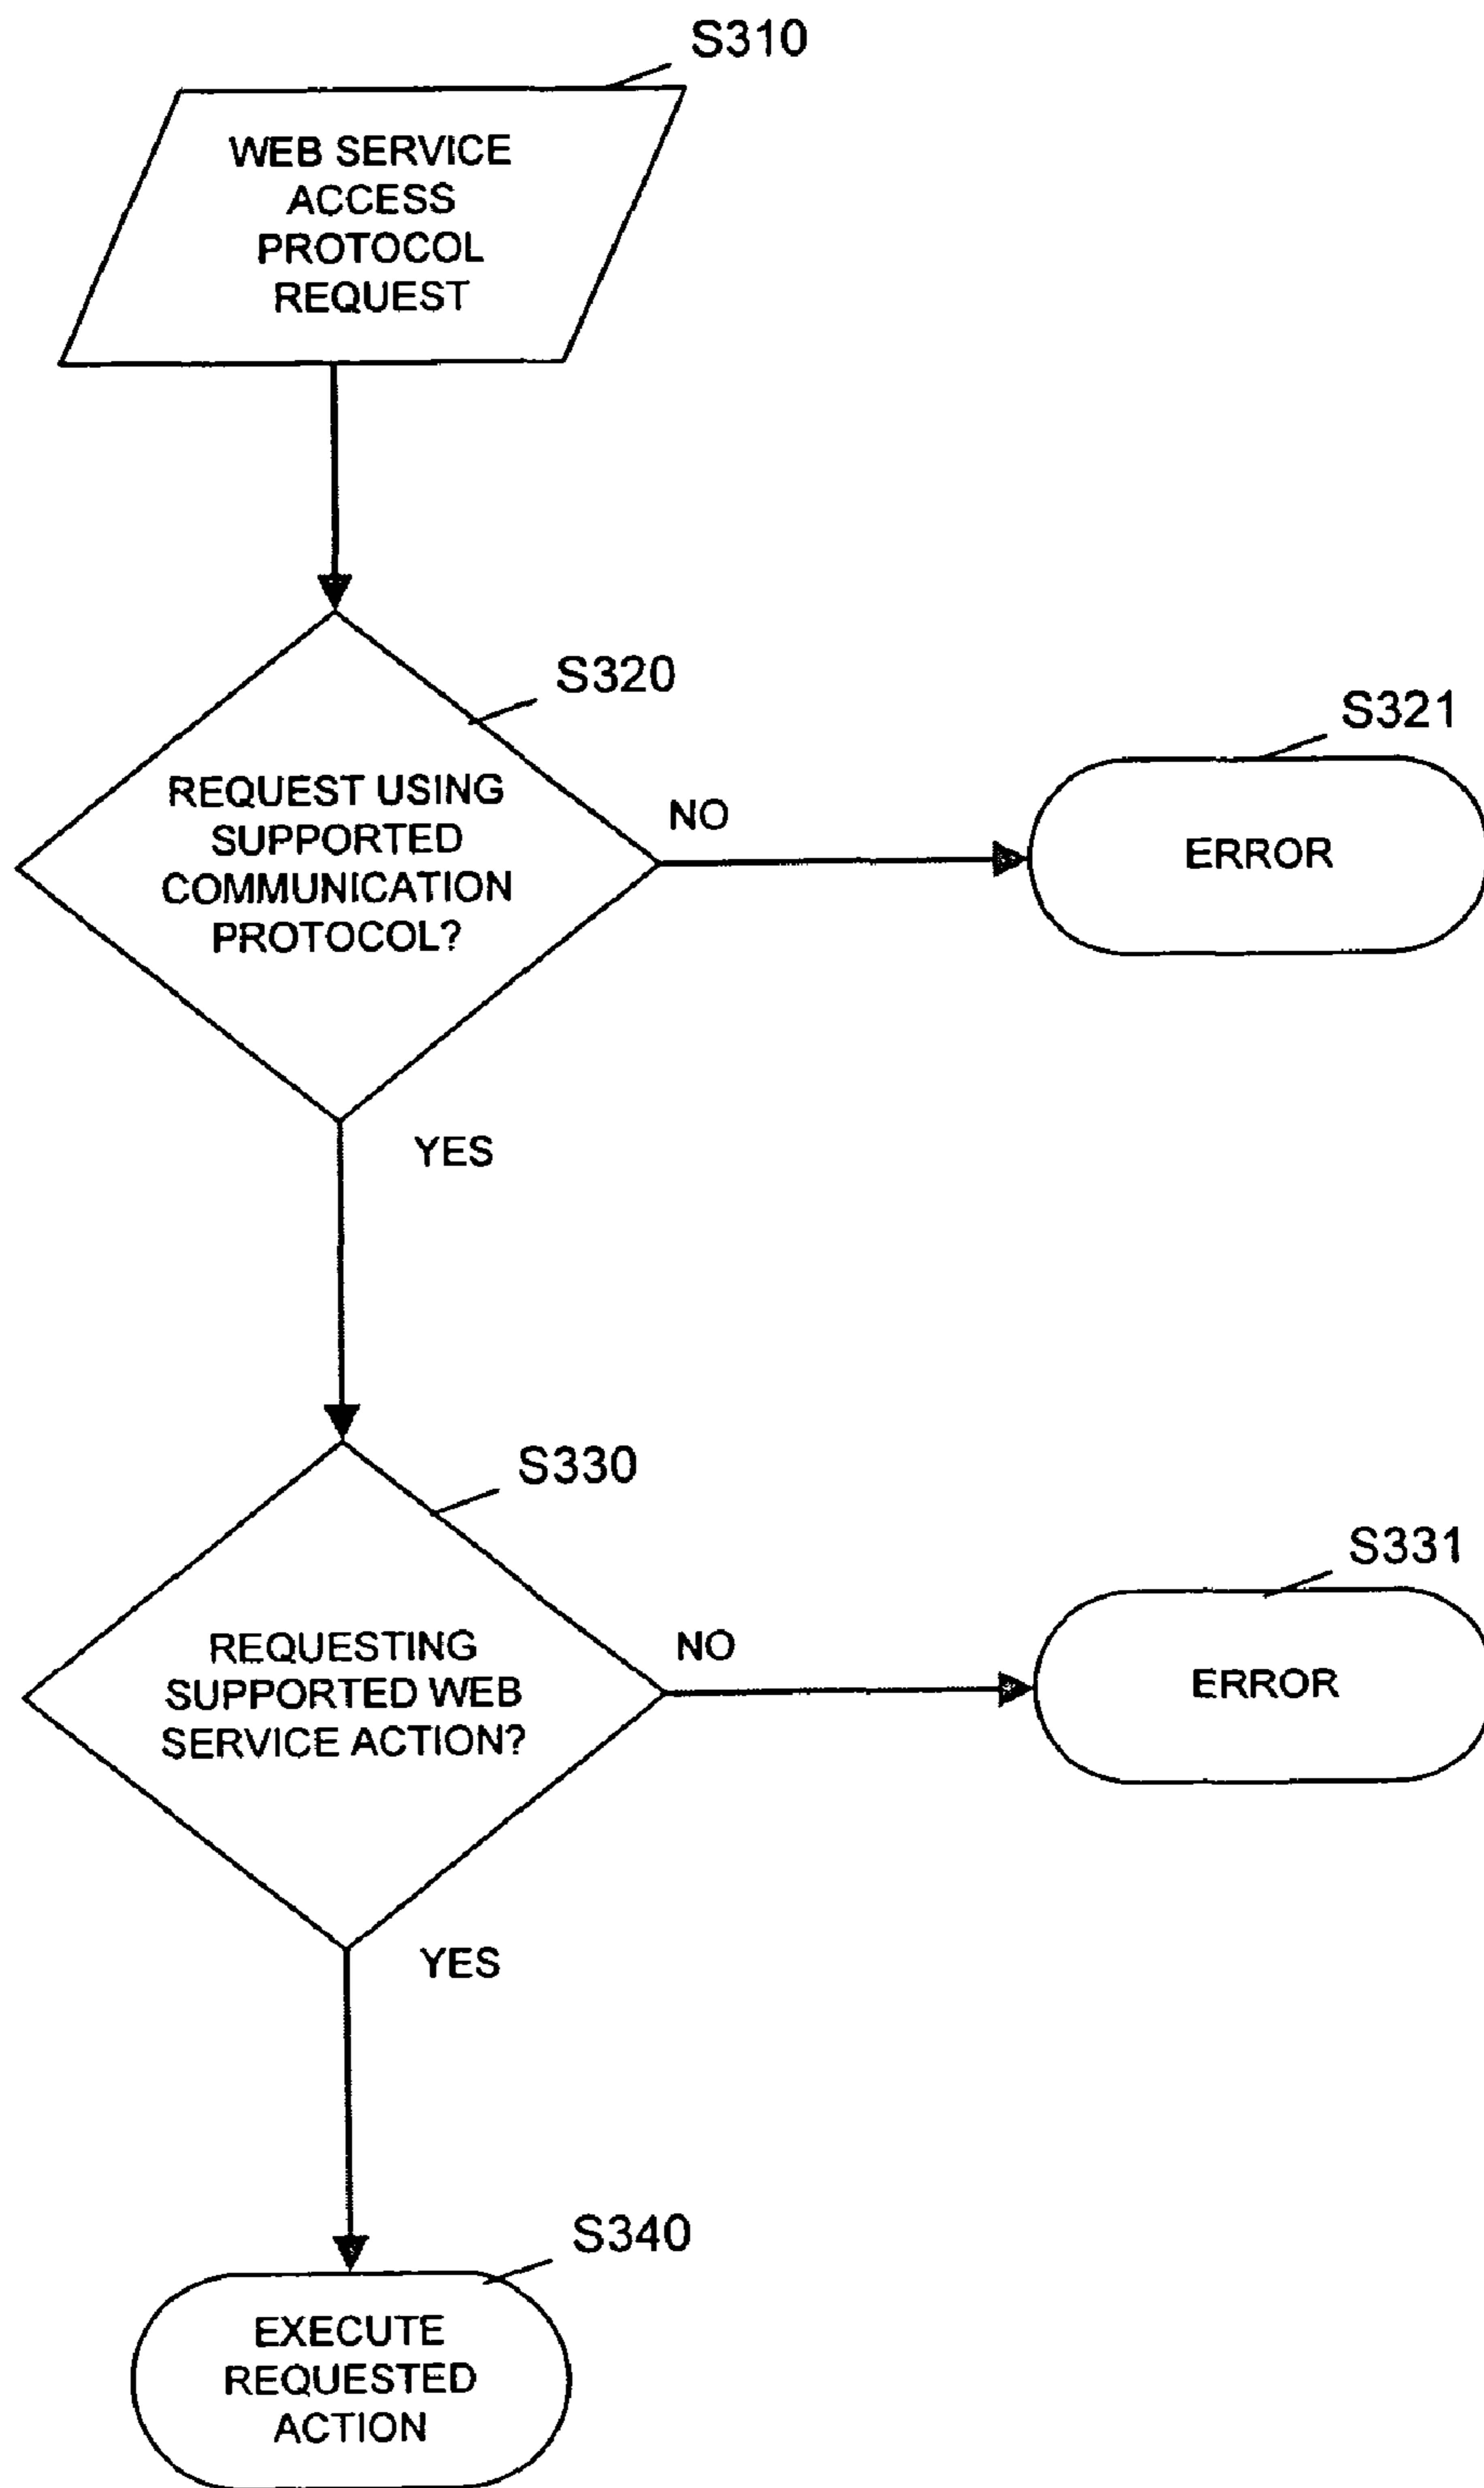 S310
WEB SERVICE
ACCESS
PROTOCOL
REQUEST
S320
REQUEST USING
SUPPORTED
COMMUNICATION
PROTOCOL?
NO
S321
ERROR
YES
S330
REQUESTING
SUPPORTED WEB
SERVICE ACTION?
NO
S331
ERROR
YES
S340
EXECUTE
REQUESTED
ACTION